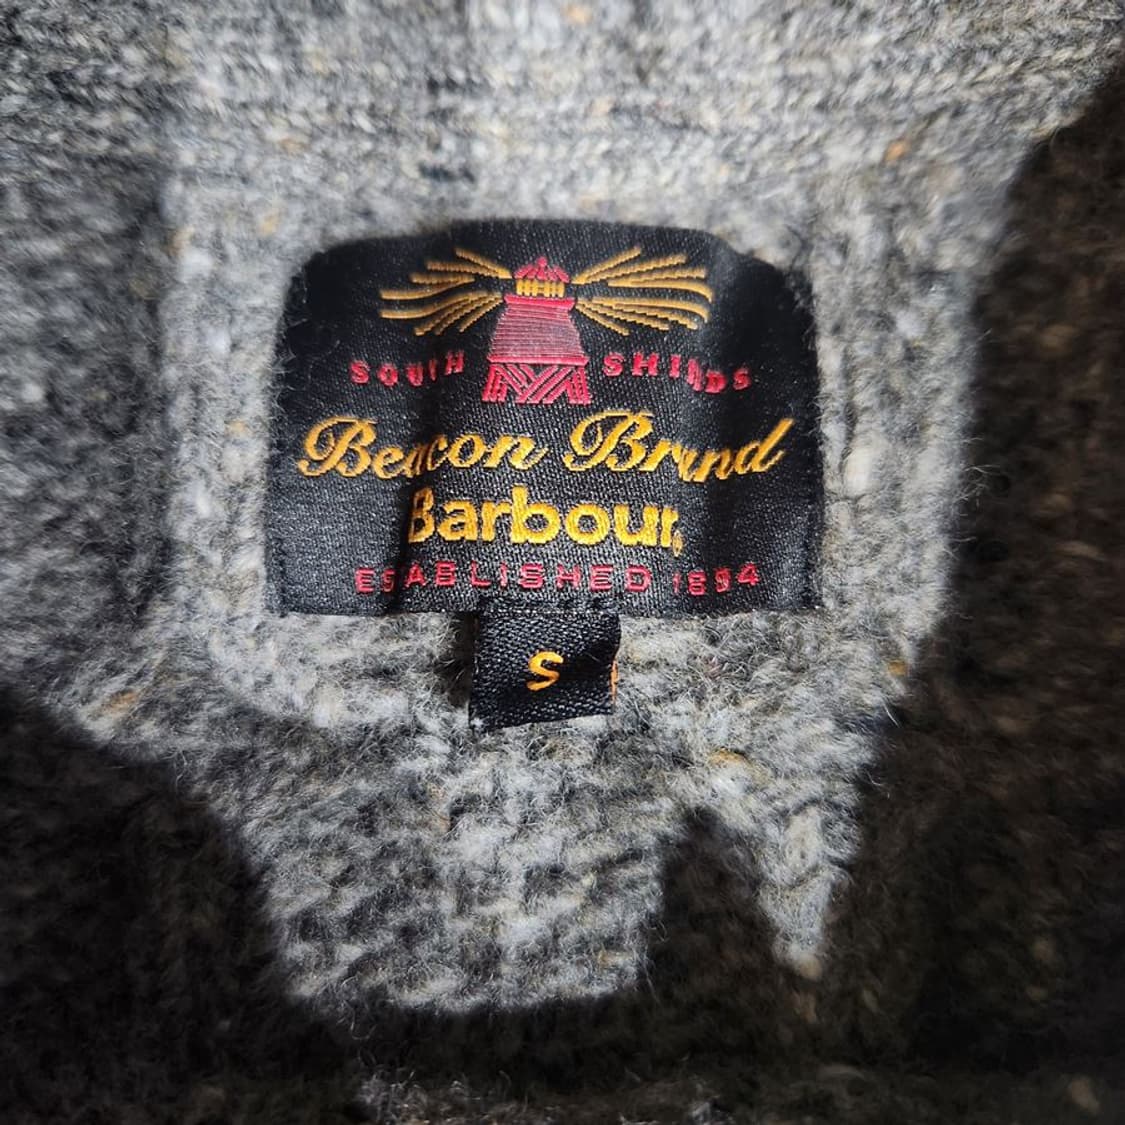 SOUTH SHIELDS
Beacon Brand
Barbour
ESTABLISHED 1894
S